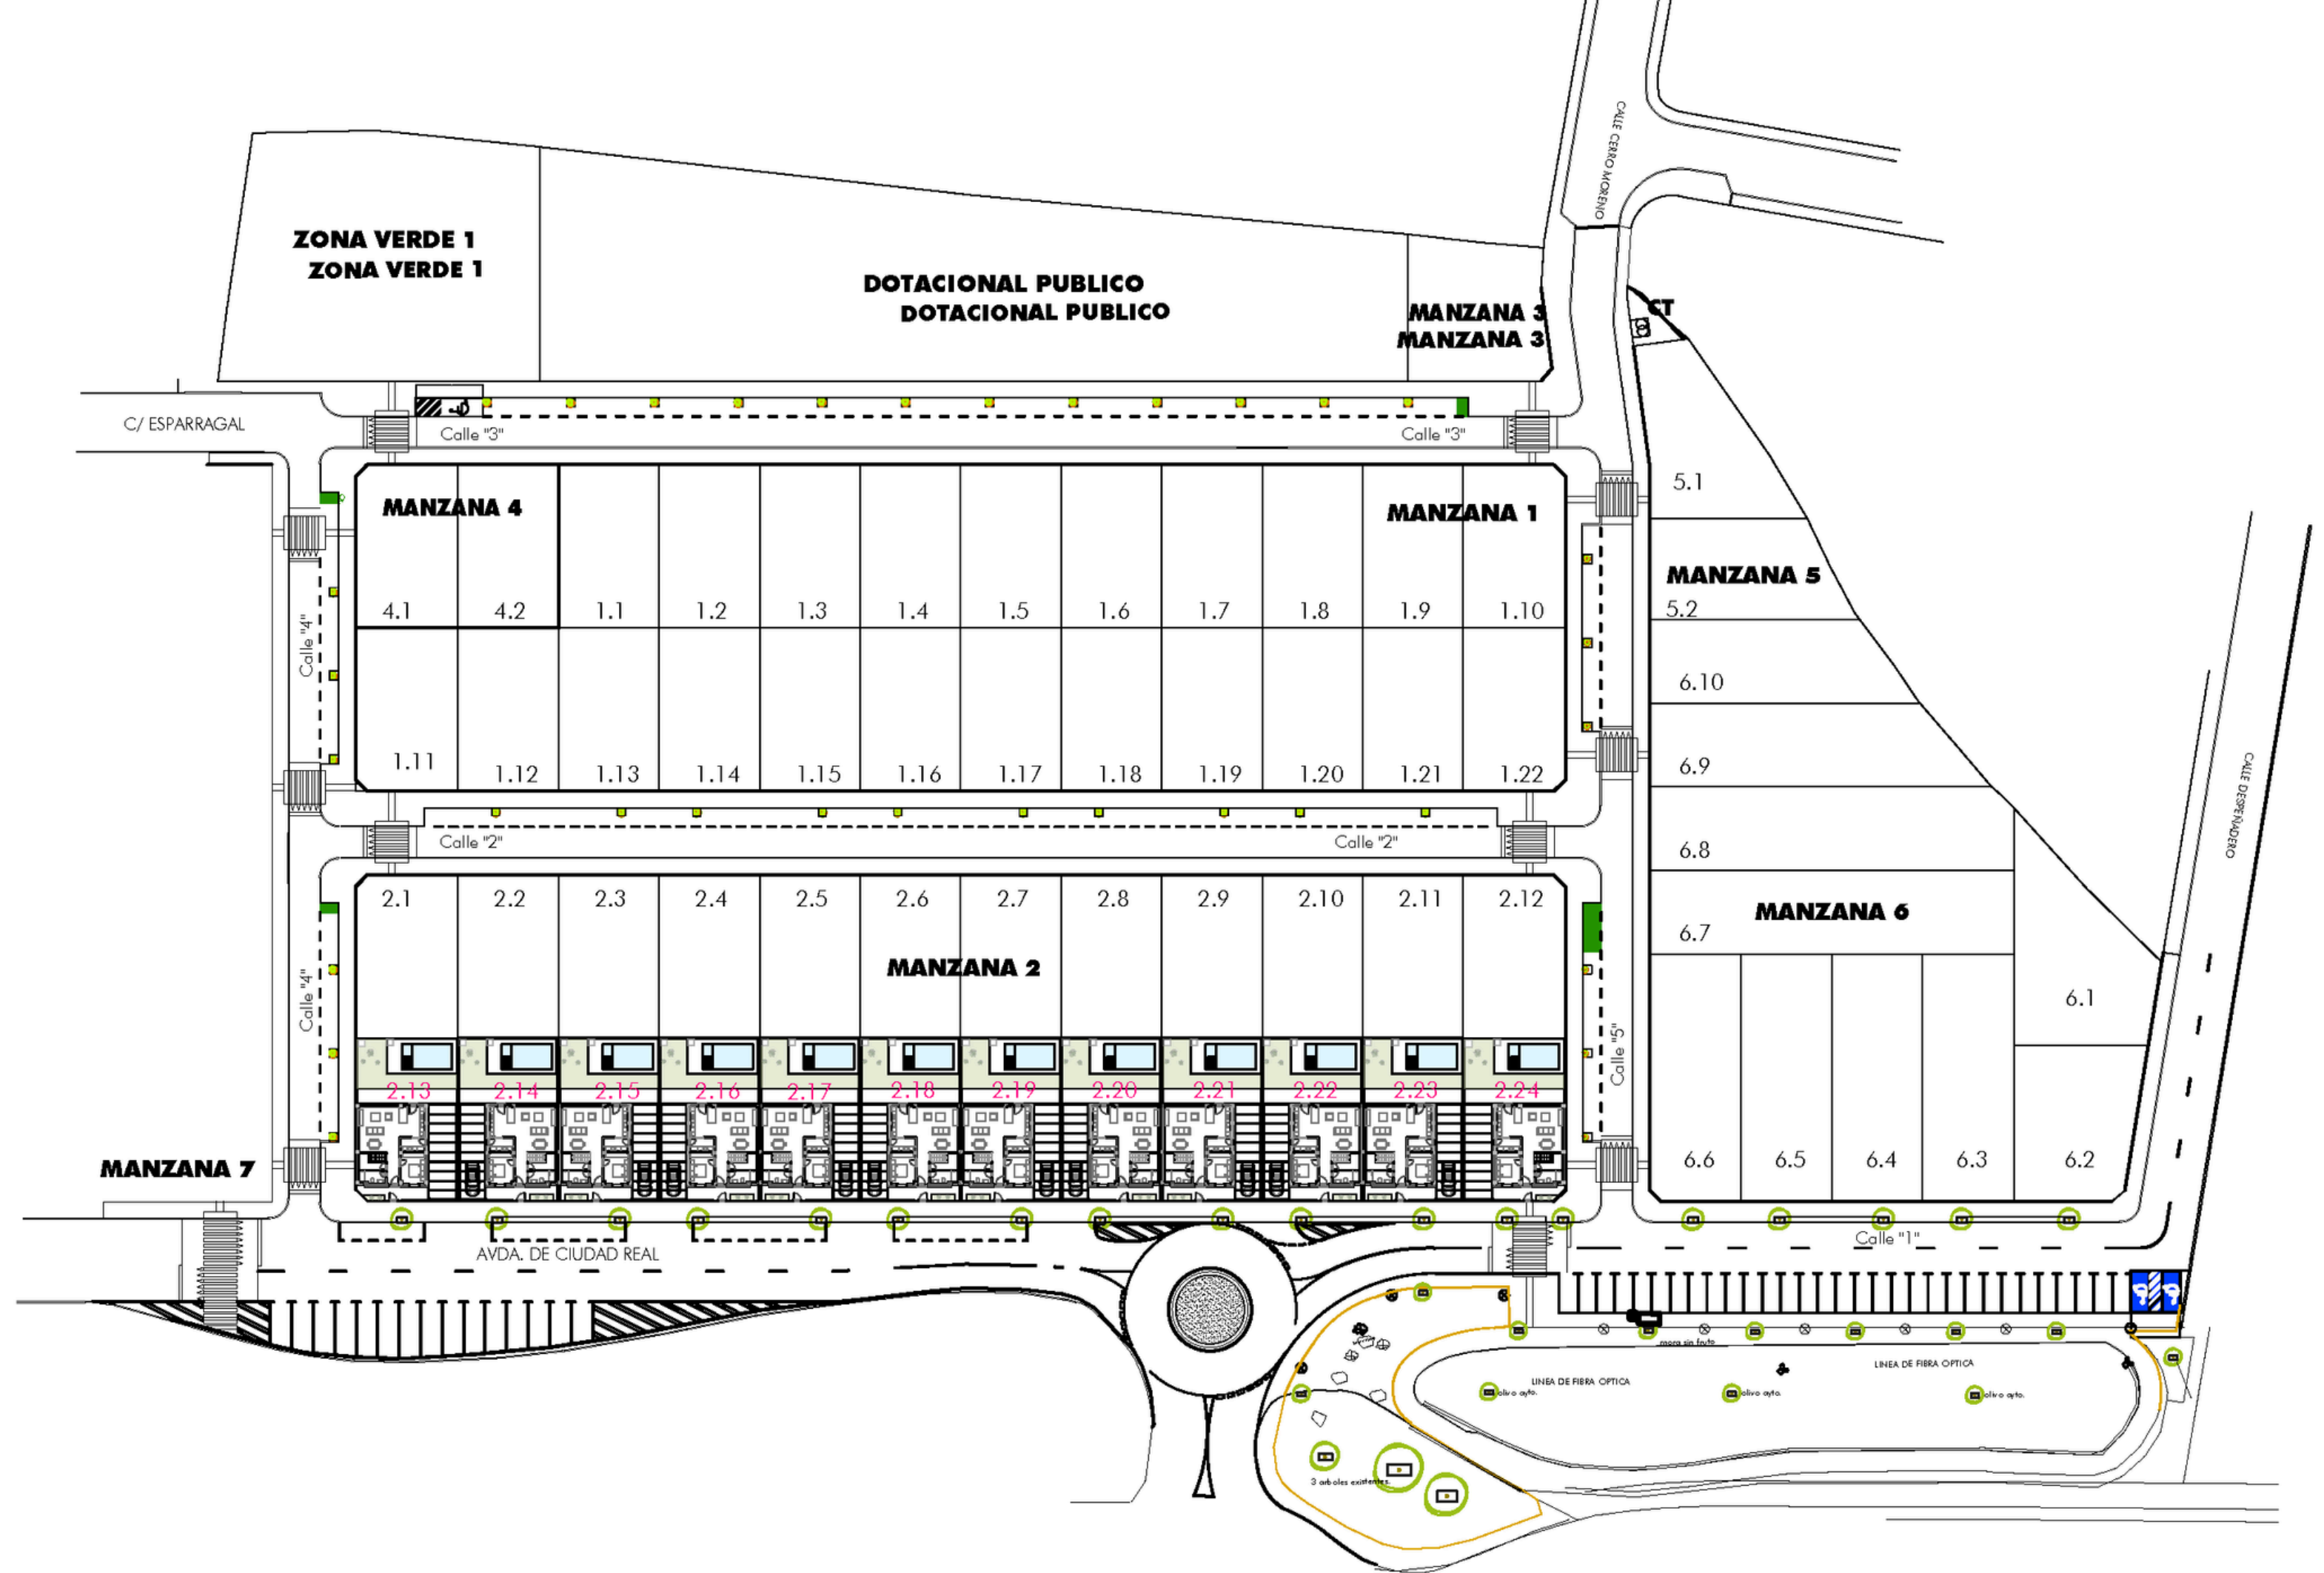 CALLE CERRO MORENO
ZONA VERDE 1
ZONA VERDE 1
DOTACIONAL PUBLICO
DOTACIONAL PUBLICO
MANZANA 3
MANZANA 3
CT
C/ ESPARRAGAL
Calle "3"
Calle "3"
MANZANA 4
MANZANA 1
5.1
MANZANA 5
5.2
4.1
4.2
1.1
1.2
1.3
1.4
1.5
1.6
1.7
1.8
1.9
1.10
Calle "4"
6.10
1.11
1.12
1.13
1.14
1.15
1.16
1.17
1.18
1.19
1.20
1.21
1.22
6.9
CALLE DESPEÑADERO
Calle "2"
Calle "2"
6.8
2.1
2.2
2.3
2.4
2.5
2.6
2.7
2.8
2.9
2.10
2.11
2.12
MANZANA 6
6.7
MANZANA 2
Calle "4"
6.1
Calle "5"
2.13
2.14
2.15
2.16
2.17
2.18
2.19
2.20
2.21
2.22
2.23
2.24
MANZANA 7
6.6
6.5
6.4
6.3
6.2
AVDA. DE CIUDAD REAL
Calle "1"
mora sin fruto
LINEA DE FIBRA OPTICA
LINEA DE FIBRA OPTICA
olivo ayto.
olivo ayto.
olivo ayto.
3 arboles existentes